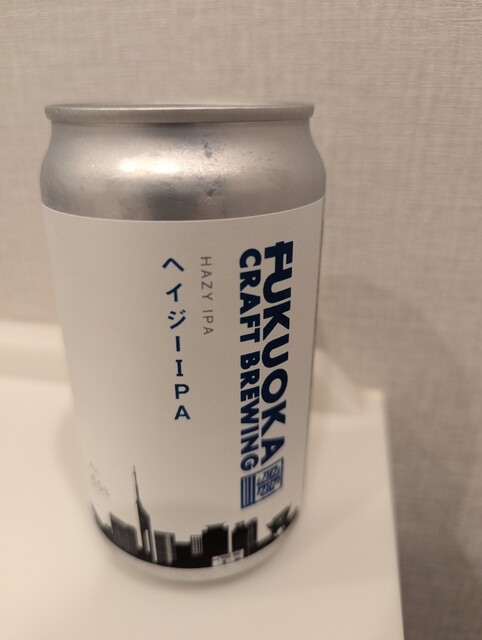 FUKUOKA
CRAFT BREWING
HAZY IPA
ヘイジーIPA